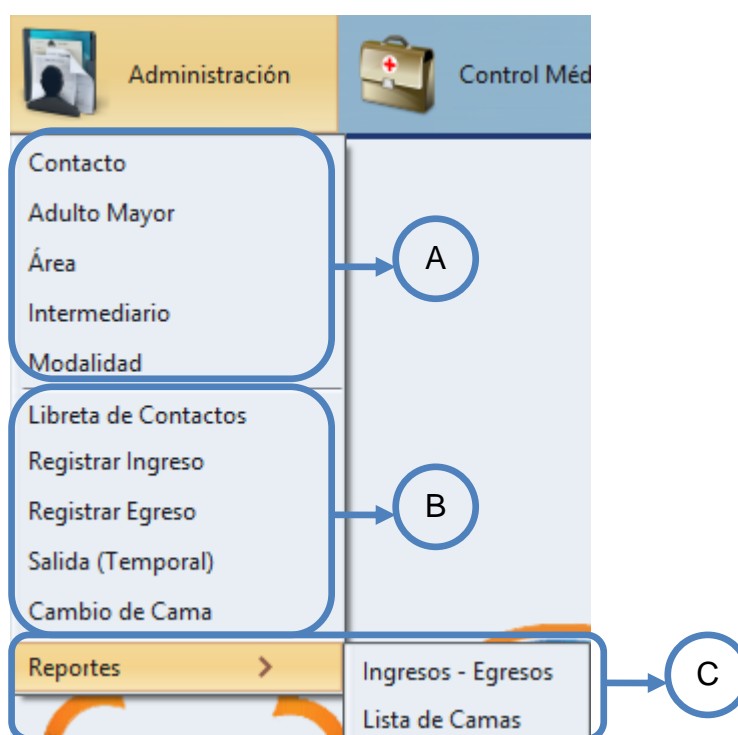 Administración
Control Méd
Contacto
Adulto Mayor
Área
Intermediario
Modalidad
A
Libreta de Contactos
Registrar Ingreso
Registrar Egreso
Salida (Temporal)
Cambio de Cama
B
Reportes
Ingresos - Egresos
Lista de Camas
C